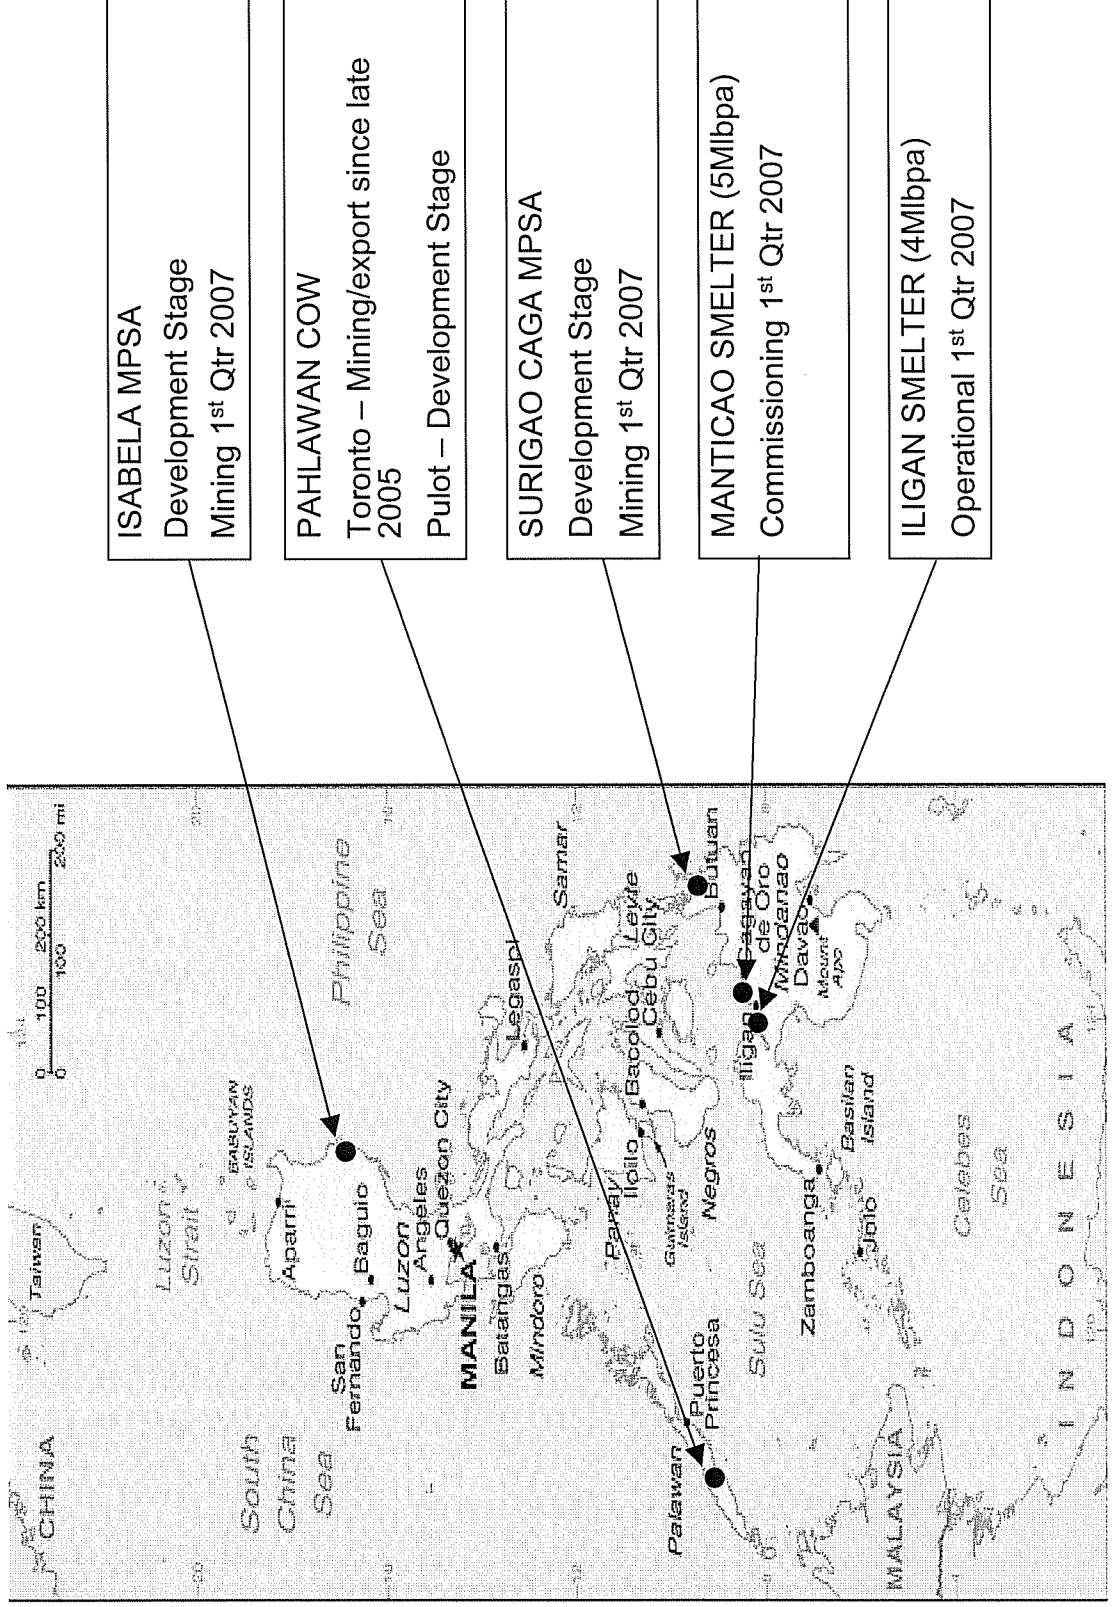 CHINA
Taiwan
0 100 200 km
0 100 200 mi
Luzon
Strait
BABUYAN
ISLANDS
South
China
Sea
Philippine
Sea
Aparri
San
Fernando
Baguio
LUZON
Angeles
Quezon City
MANILA
Batangas
Mindoro
Legaspi
Samar
Panay
Iloilo
Bacolod
Leyte
Cebu City
Guimaras
Island
Negros
Palawan
Puerto
Princesa
Sulu Sea
Butuan
Cagayan
de Oro
Iligan
Mindanao
Davao
Mount
Apo
Zamboanga
Basilan
Island
Jolo
Celebes
Sea
MALAYSIA
INDONESIA
ISABELA MPSA
Development Stage
Mining 1st Qtr 2007
PAHLAWAN COW
Toronto – Mining/export since late
2005
Pulot – Development Stage
SURIGAO CAGA MPSA
Development Stage
Mining 1st Qtr 2007
MANTICAO SMELTER (5Mlbpa)
Commissioning 1st Qtr 2007
ILIGAN SMELTER (4Mlbpa)
Operational 1st Qtr 2007